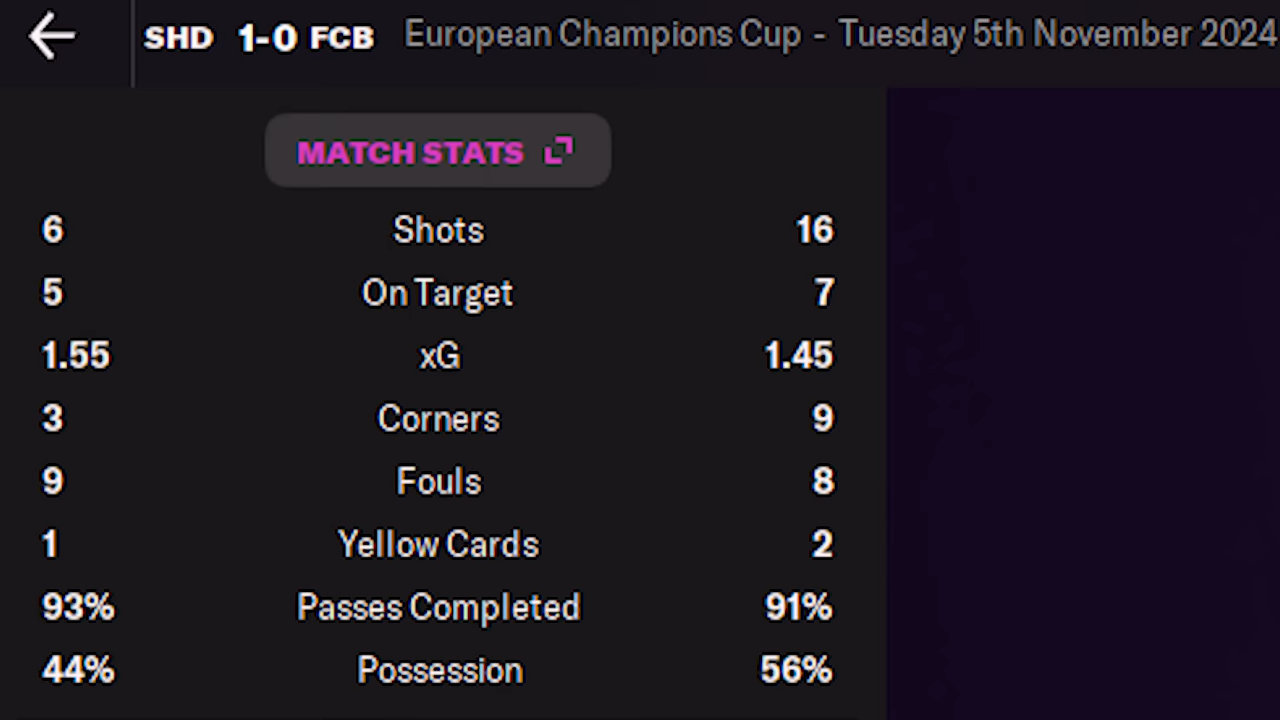 SHD 1-0 FCB European Champions Cup - Tuesday 5th November 2024
MATCH STATS
6 Shots 16
5 On Target 7
1.55 xG 1.45
3 Corners 9
9 Fouls 8
1 Yellow Cards 2
93% Passes Completed 91%
44% Possession 56%